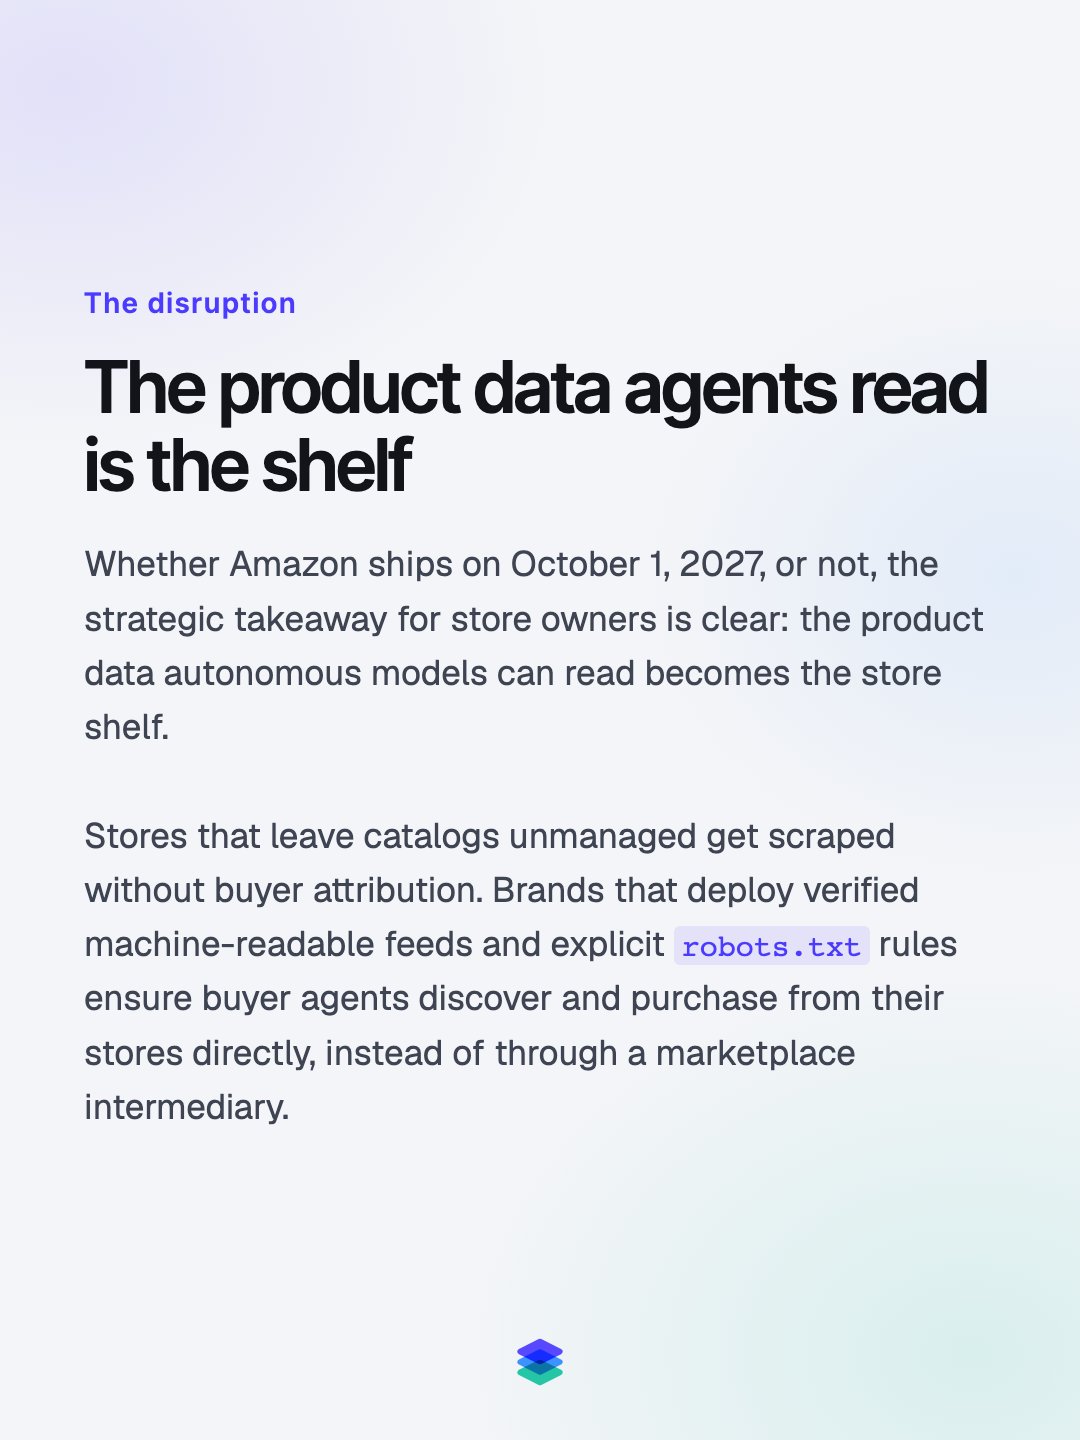 The disruption
The product data agents read
is the shelf
Whether Amazon ships on October 1, 2027, or not, the
strategic takeaway for store owners is clear: the product
data autonomous models can read becomes the store
shelf.
Stores that leave catalogs unmanaged get scraped
without buyer attribution. Brands that deploy verified
machine-readable feeds and explicit robots.txt rules
ensure buyer agents discover and purchase from their
stores directly, instead of through a marketplace
intermediary.